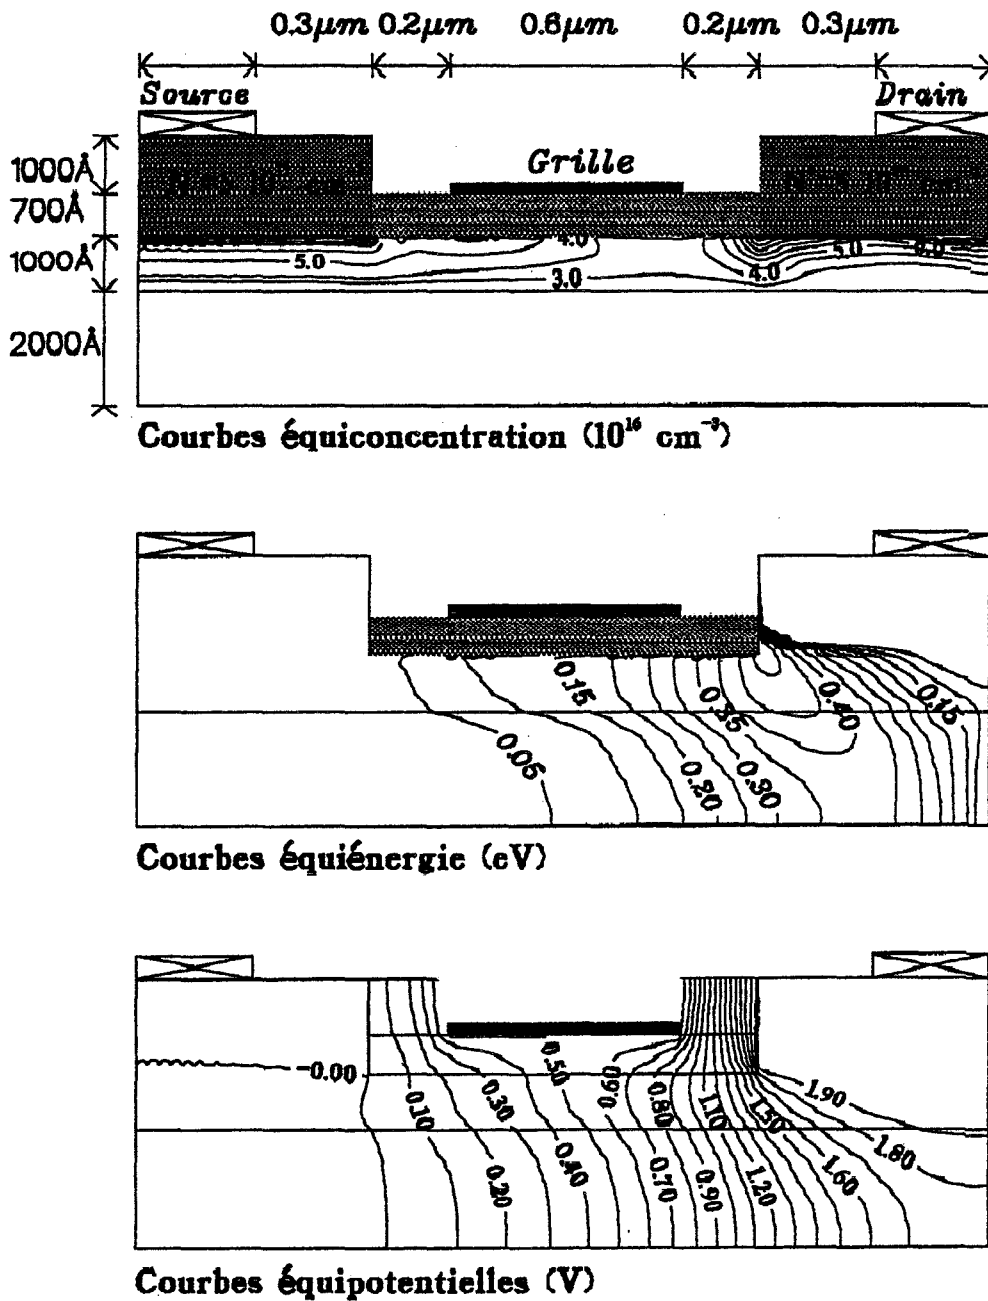 0.3μm 0.2μm 0.6μm 0.2μm 0.3μm
Source Drain
Grille
1000Å
700Å
1000Å
2000Å
4.0
5.0 5.0 6.0
3.0 4.0
Courbes équiconcentration (10¹⁶ cm⁻³)
0.15 0.35 0.40 0.15
0.05 0.20 0.30
Courbes équiénergie (eV)
-0.00 0.50 0.60 1.90
0.10 0.30 0.80 1.10 1.50 1.80
0.20 0.40 0.70 0.90 1.20 1.60
Courbes équipotentielles (V)